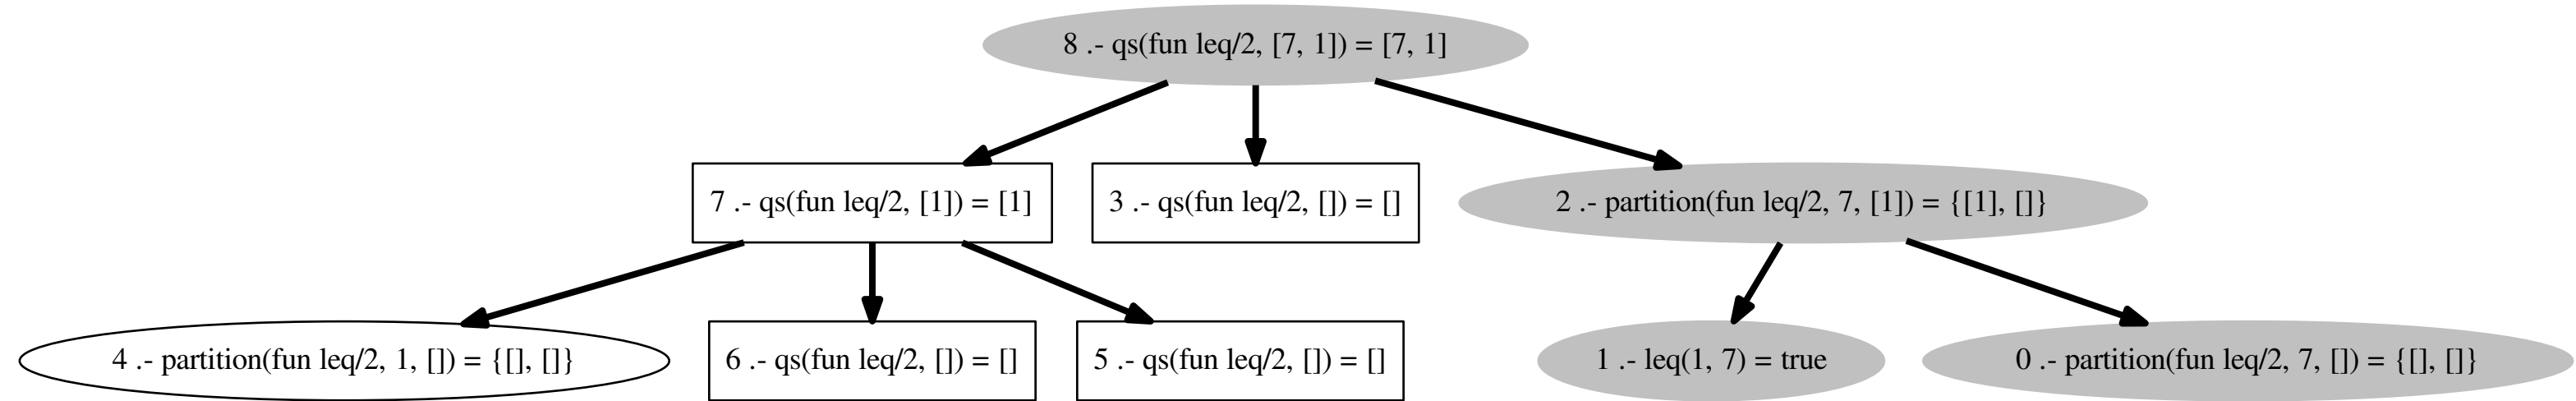 8 .- qs(fun leq/2, [7, 1]) = [7, 1]
7 .- qs(fun leq/2, [1]) = [1]
3 .- qs(fun leq/2, []) = []
2 .- partition(fun leq/2, 7, [1]) = {[1], []}
4 .- partition(fun leq/2, 1, []) = {[], []}
6 .- qs(fun leq/2, []) = []
5 .- qs(fun leq/2, []) = []
1 .- leq(1, 7) = true
0 .- partition(fun leq/2, 7, []) = {[], []}